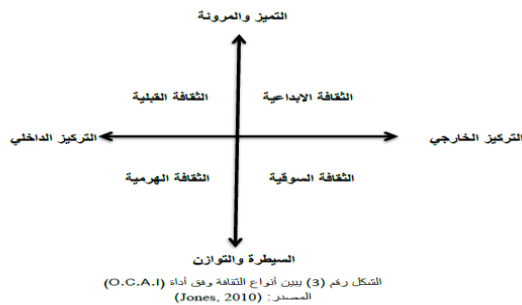 التميز والمرونة
الثقافة الابداعية
الثقافة القبلية
التركيز الخارجي
التركيز الداخلي
الثقافة السوقية
الثقافة الهرمية
السيطرة والتوازن
الشكل رقم (3) يبين أنواع الثقافة وفق أداة (O.C.A.I)
المصدر: (Jones, 2010)